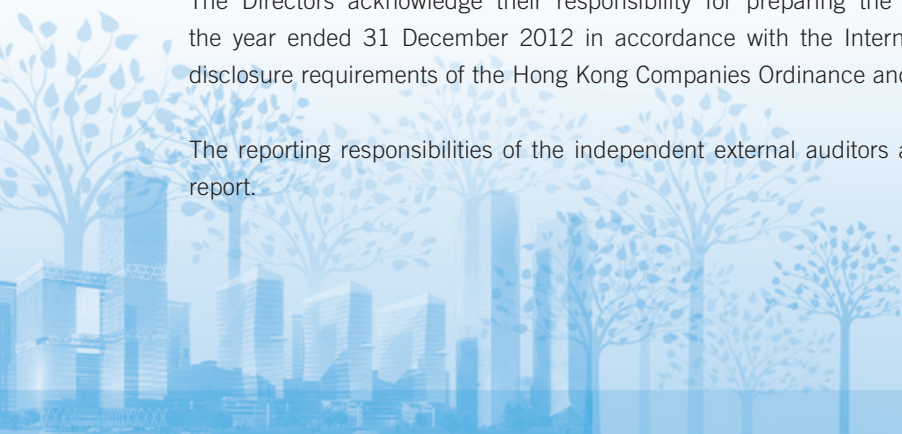 The Directors acknowledge their responsibility for preparing the
the year ended 31 December 2012 in accordance with the Intern
disclosure requirements of the Hong Kong Companies Ordinance and
The reporting responsibilities of the independent external auditors a
report.